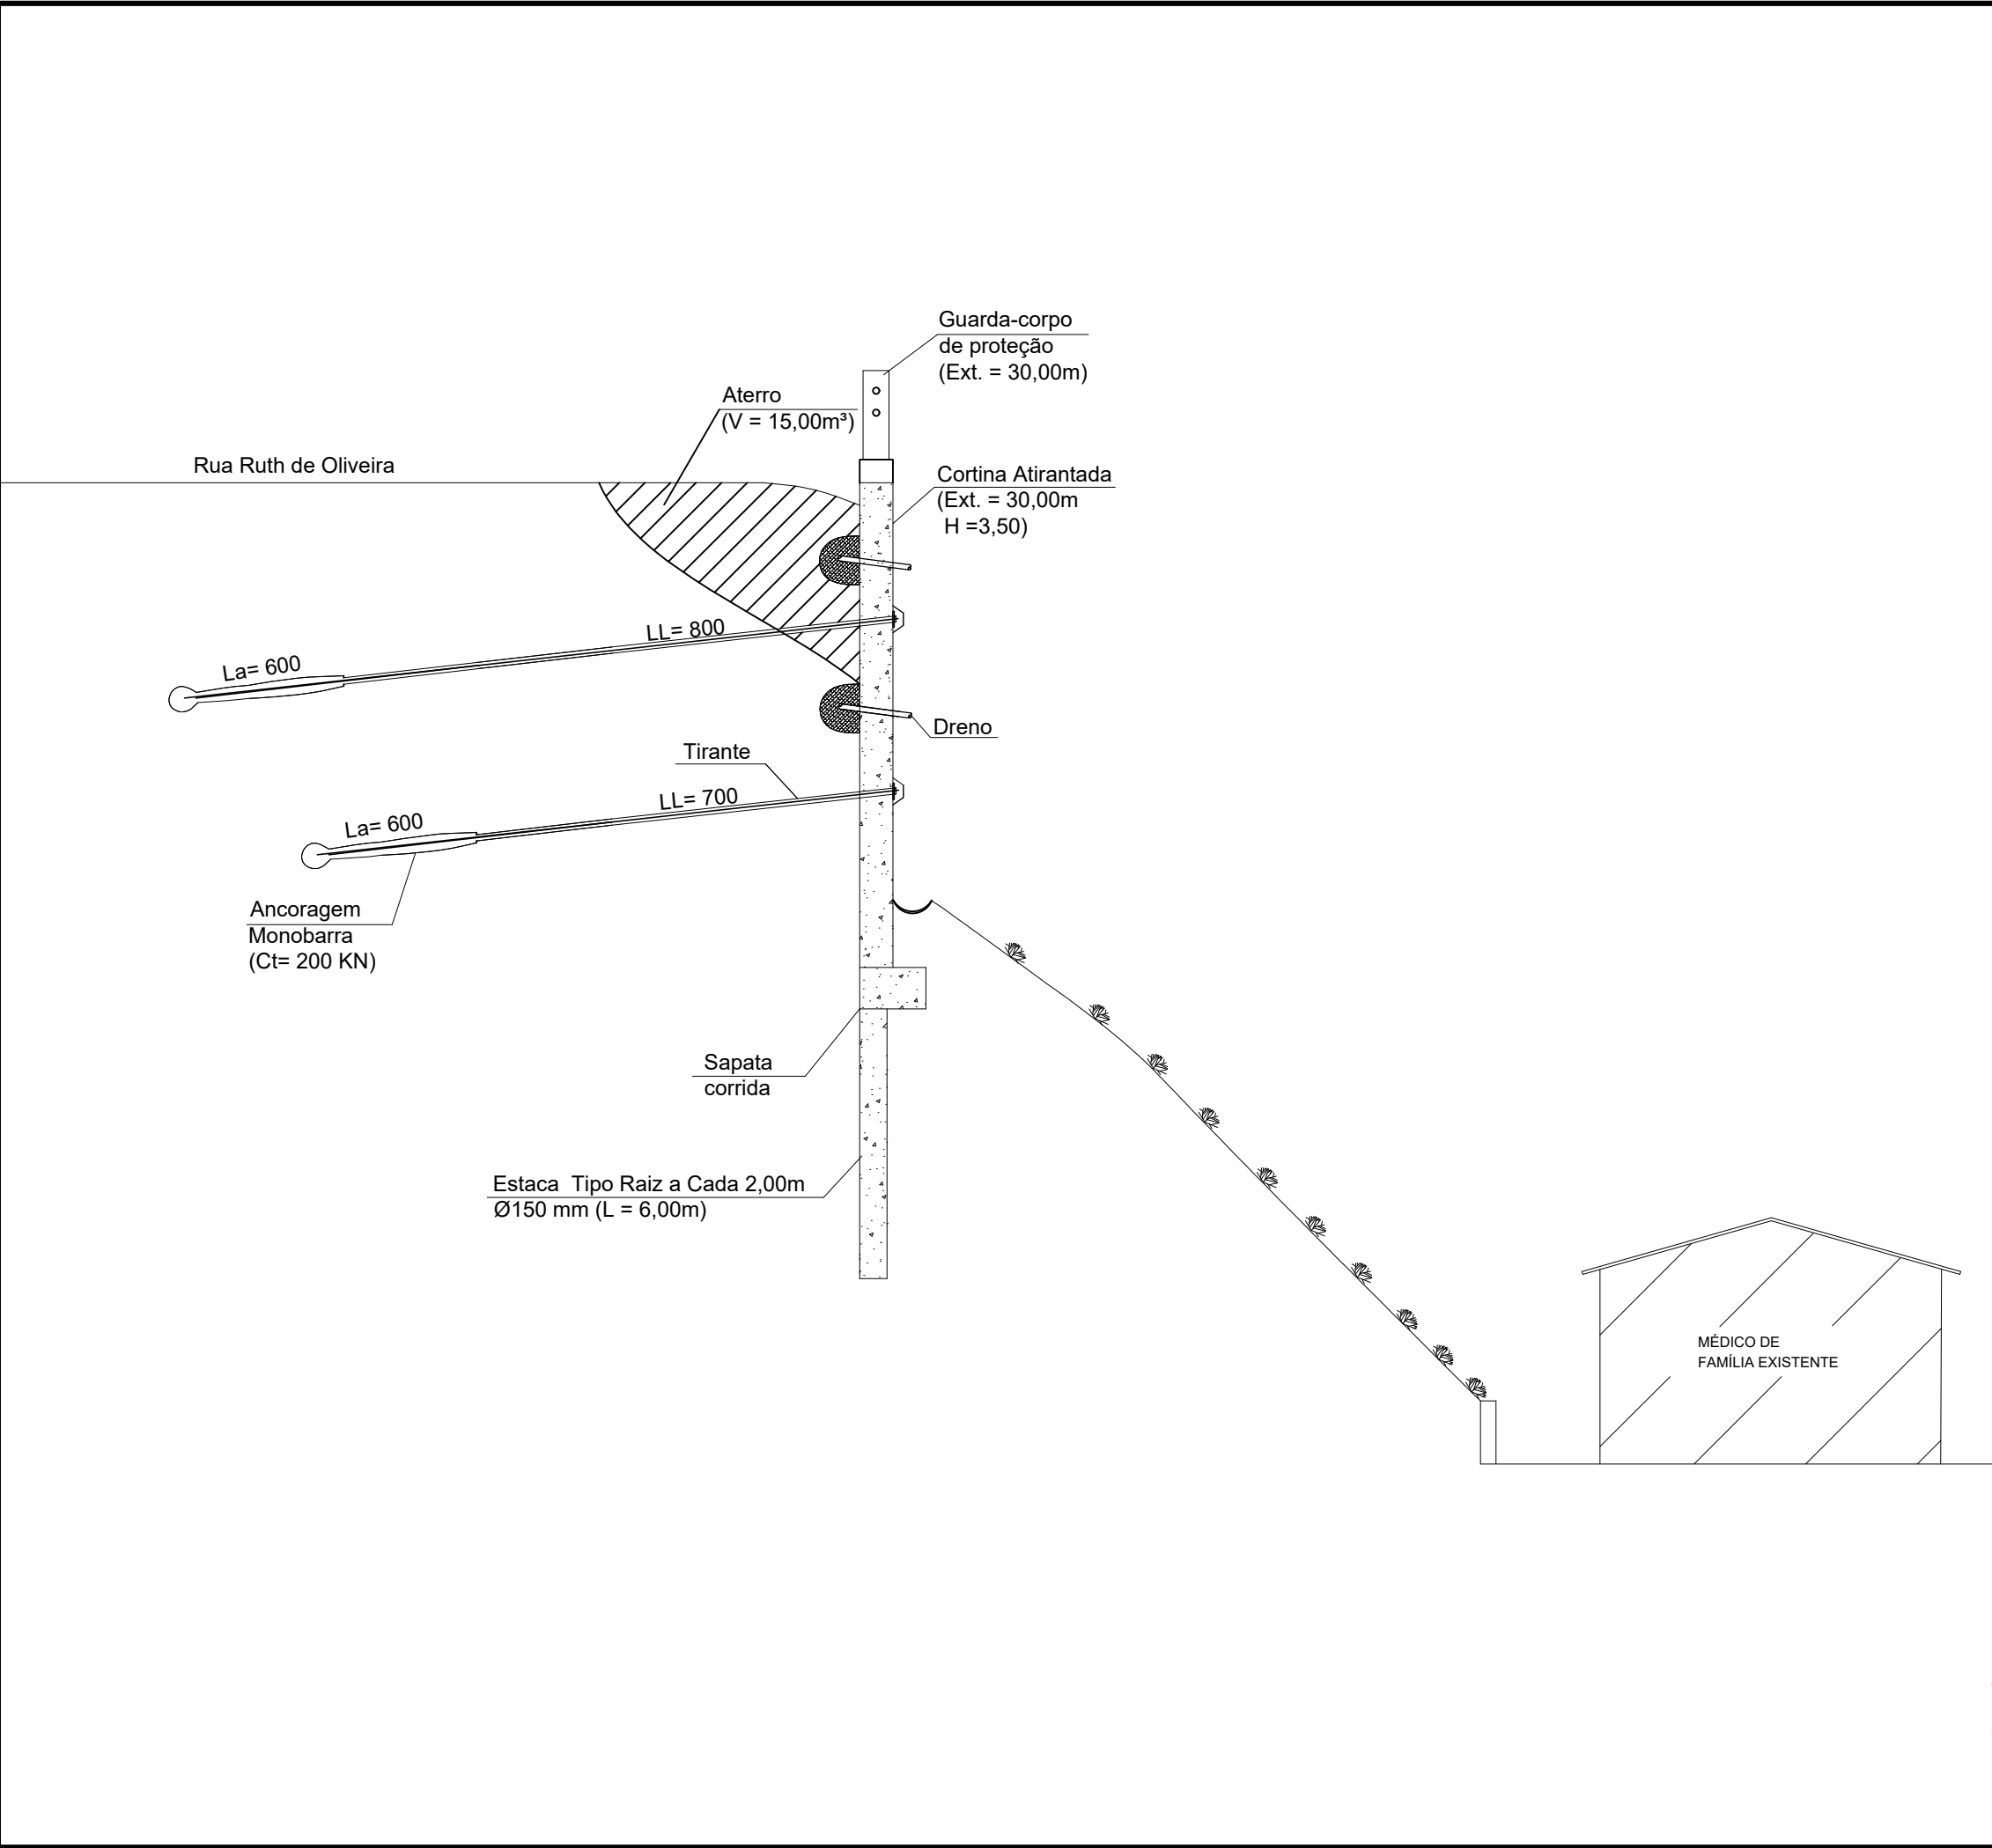 Guarda-corpo
de proteção
(Ext. = 30,00m)
Aterro
(V = 15,00m³)
Rua Ruth de Oliveira
Cortina Atirantada
(Ext. = 30,00m
H =3,50)
LL= 800
La= 600
Dreno
Tirante
LL= 700
La= 600
Ancoragem
Monobarra
(Ct= 200 KN)
Sapata
corrida
Estaca Tipo Raiz a Cada 2,00m
Ø150 mm (L = 6,00m)
MÉDICO DE
FAMÍLIA EXISTENTE